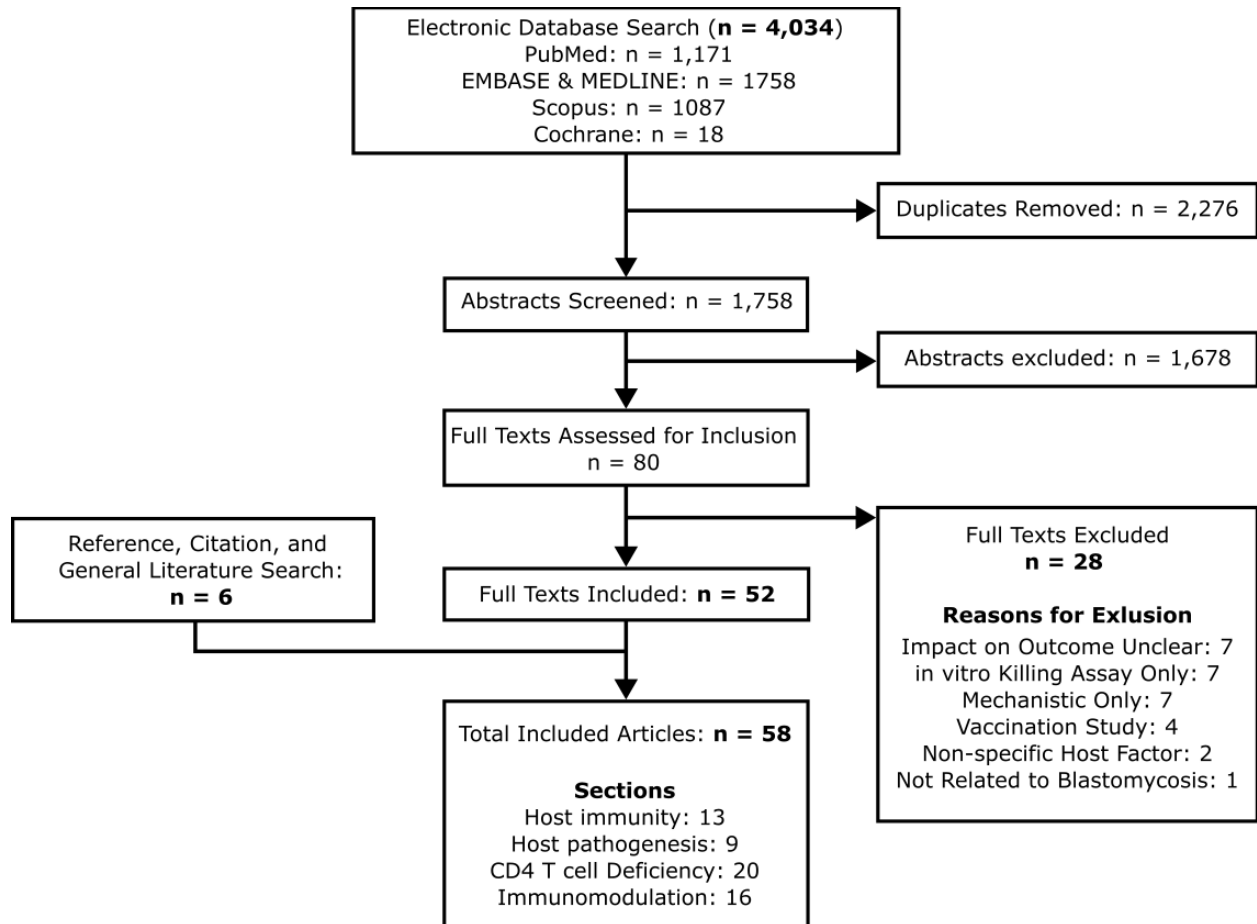 Electronic Database Search (n = 4,034)
PubMed: n = 1,171
EMBASE & MEDLINE: n = 1758
Scopus: n = 1087
Cochrane: n = 18
Duplicates Removed: n = 2,276
Abstracts Screened: n = 1,758
Abstracts excluded: n = 1,678
Full Texts Assessed for Inclusion
n = 80
Reference, Citation, and
General Literature Search:
n = 6
Full Texts Included: n = 52
Full Texts Excluded
n = 28
Reasons for Exlusion
Impact on Outcome Unclear: 7
in vitro Killing Assay Only: 7
Mechanistic Only: 7
Vaccination Study: 4
Non-specific Host Factor: 2
Not Related to Blastomycosis: 1
Total Included Articles: n = 58
Sections
Host immunity: 13
Host pathogenesis: 9
CD4 T cell Deficiency: 20
Immunomodulation: 16